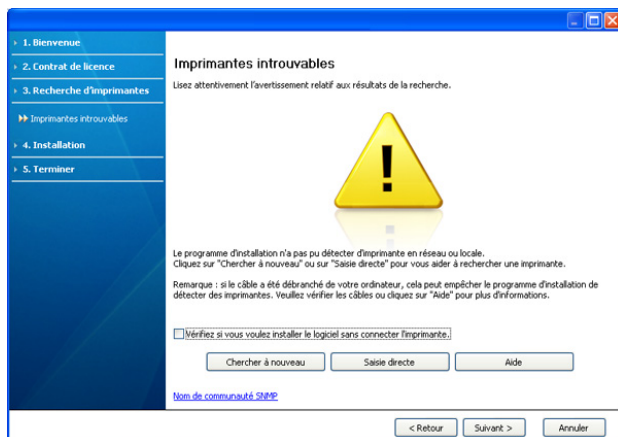 1. Bienvenue
2. Contrat de licence
3. Recherche d'imprimantes
Imprimantes introuvables
4. Installation
5. Terminer
Imprimantes introuvables
Lisez attentivement l'avertissement relatif aux résultats de la recherche.
Le programme d'installation n'a pas pu détecter d'imprimante en réseau ou locale.
Cliquez sur "Chercher à nouveau" ou sur "Saisie directe" pour vous aider à rechercher une imprimante.
Remarque : si le câble a été débranché de votre ordinateur, cela peut empêcher le programme d'installation de
détecter des imprimantes. Veuillez vérifier les câbles ou cliquez sur "Aide" pour plus d'informations.
Vérifiez si vous voulez installer le logiciel sans connecter l'imprimante.
Chercher à nouveau Saisie directe Aide
Nom de communauté SNMP
< Retour Suivant > Annuler